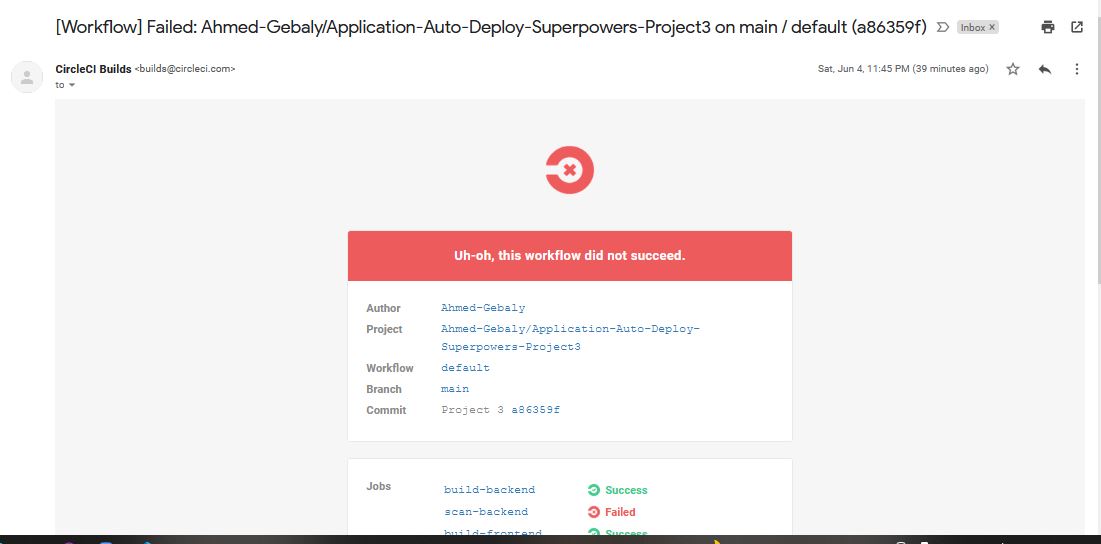 [Workflow] Failed: Ahmed-Gebaly/Application-Auto-Deploy-Superpowers-Project3 on main / default (a86359f) Inbox ×
CircleCI Builds <builds@circleci.com> Sat, Jun 4, 11:45 PM (39 minutes ago)
to
Uh-oh, this workflow did not succeed.
Author Ahmed-Gebaly
Project Ahmed-Gebaly/Application-Auto-Deploy-
Superpowers-Project3
Workflow default
Branch main
Commit Project 3 a86359f
Jobs build-backend Success
scan-backend Failed
build-frontend Success